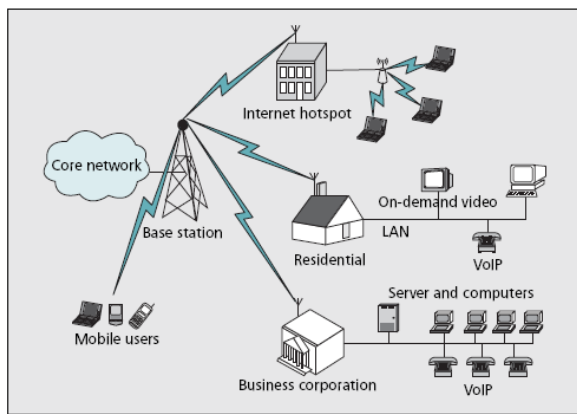 Internet hotspot
Core network
Base station
On-demand video
LAN
Residential
VoIP
Server and computers
Mobile users
Business corporation
VoIP